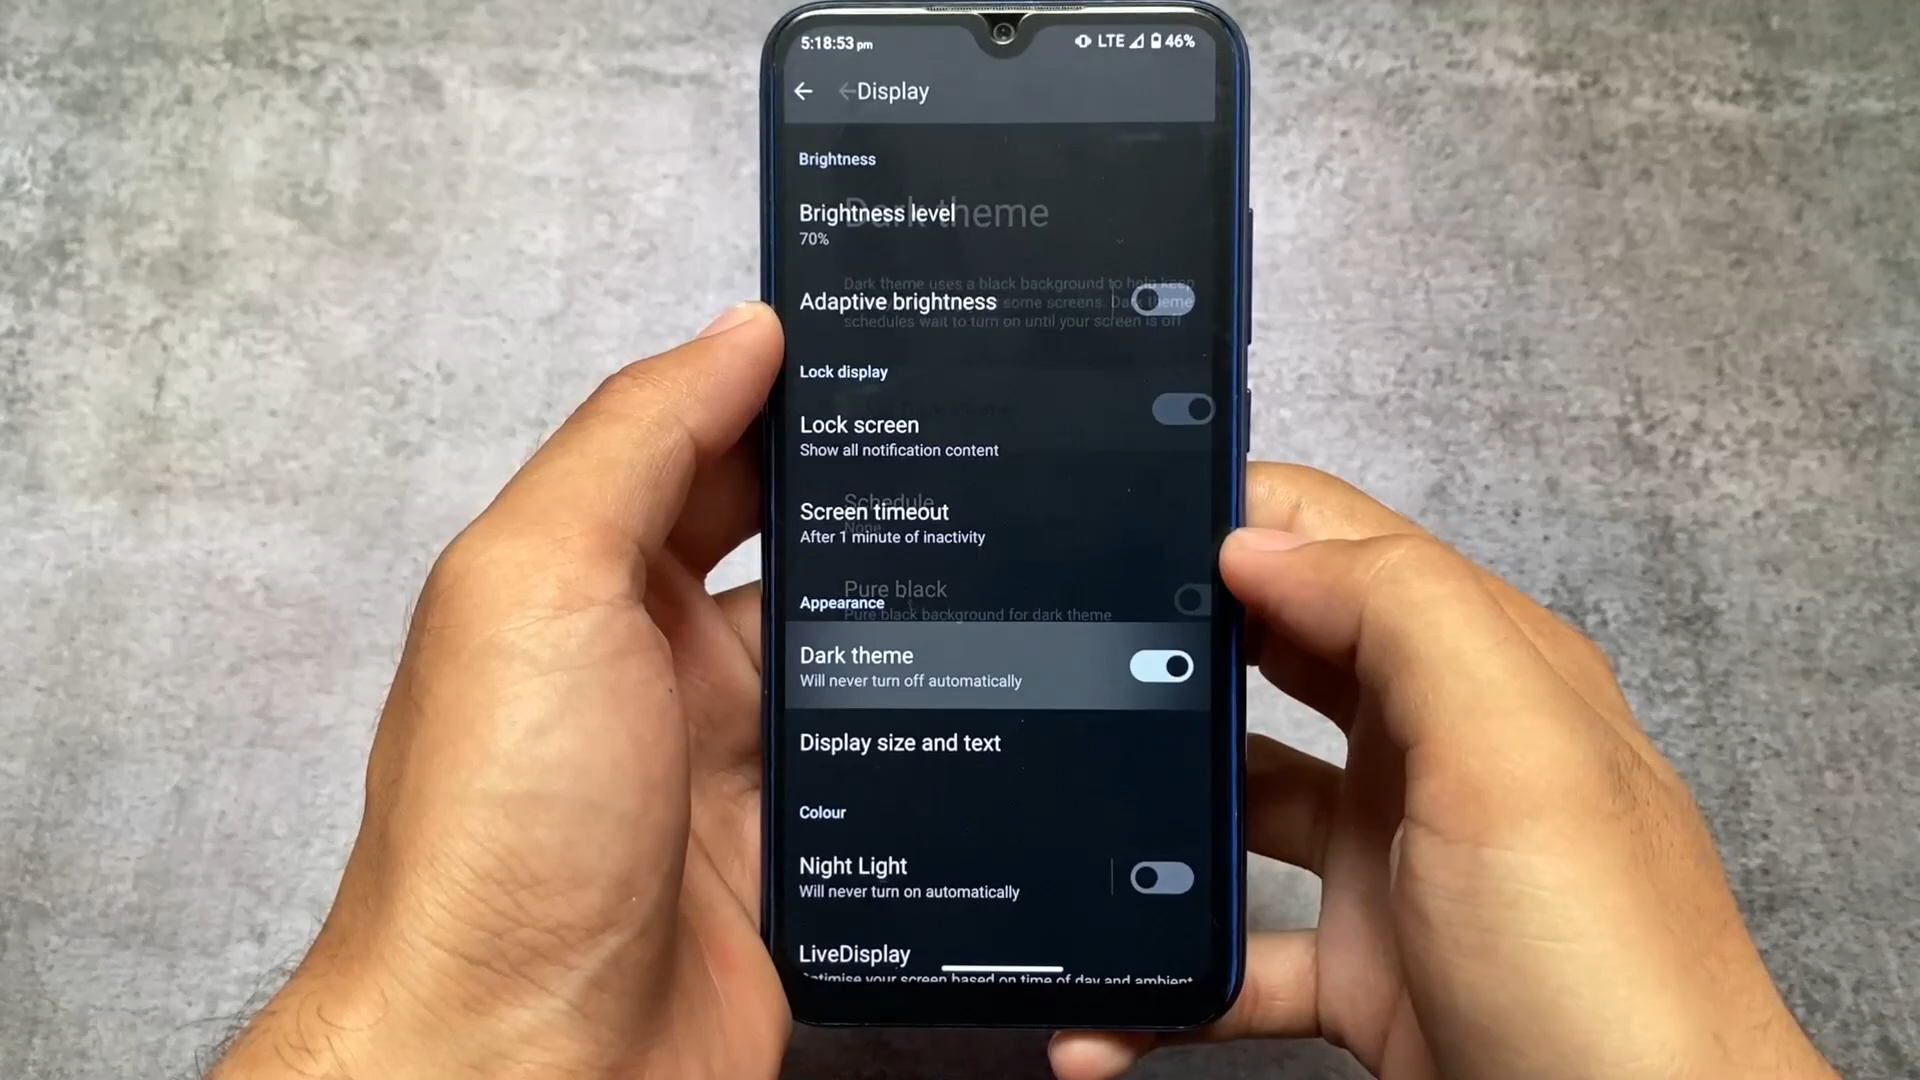 5:18:53 pm
LTE 46%
Display
Brightness
Brightness level
Dark theme
70%
Dark theme uses a black background to help keep
Adaptive brightness
some screens. Dark theme
schedules wait to turn on until your screen is off
Lock display
Lock screen
Show all notification content
Schedule
Screen timeout
None
After 1 minute of inactivity
Pure black
Appearance
Pure black background for dark theme
Dark theme
Will never turn off automatically
Display size and text
Colour
Night Light
Will never turn on automatically
LiveDisplay
Optimise your screen based on time of day and ambient